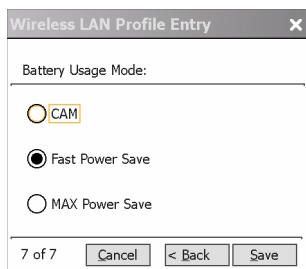 Wireless LAN Profile Entry
Battery Usage Mode:
CAM
Fast Power Save
MAX Power Save
7 of 7 Cancel < Back Save